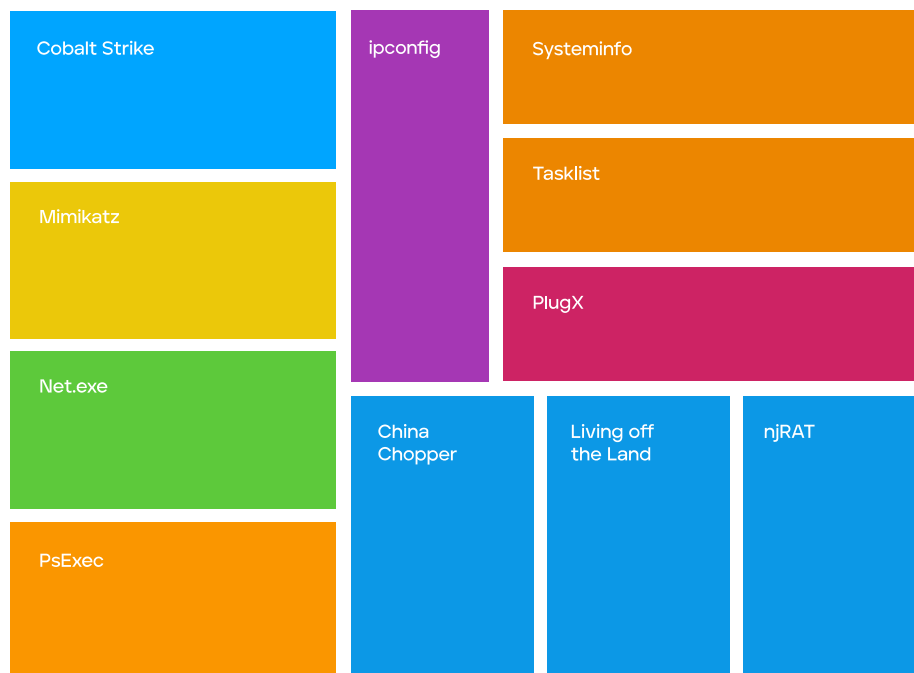 Cobalt Strike
Mimikatz
Net.exe
PsExec
ipconfig
Systeminfo
Tasklist
PlugX
China
Chopper
Living off
the Land
njRAT